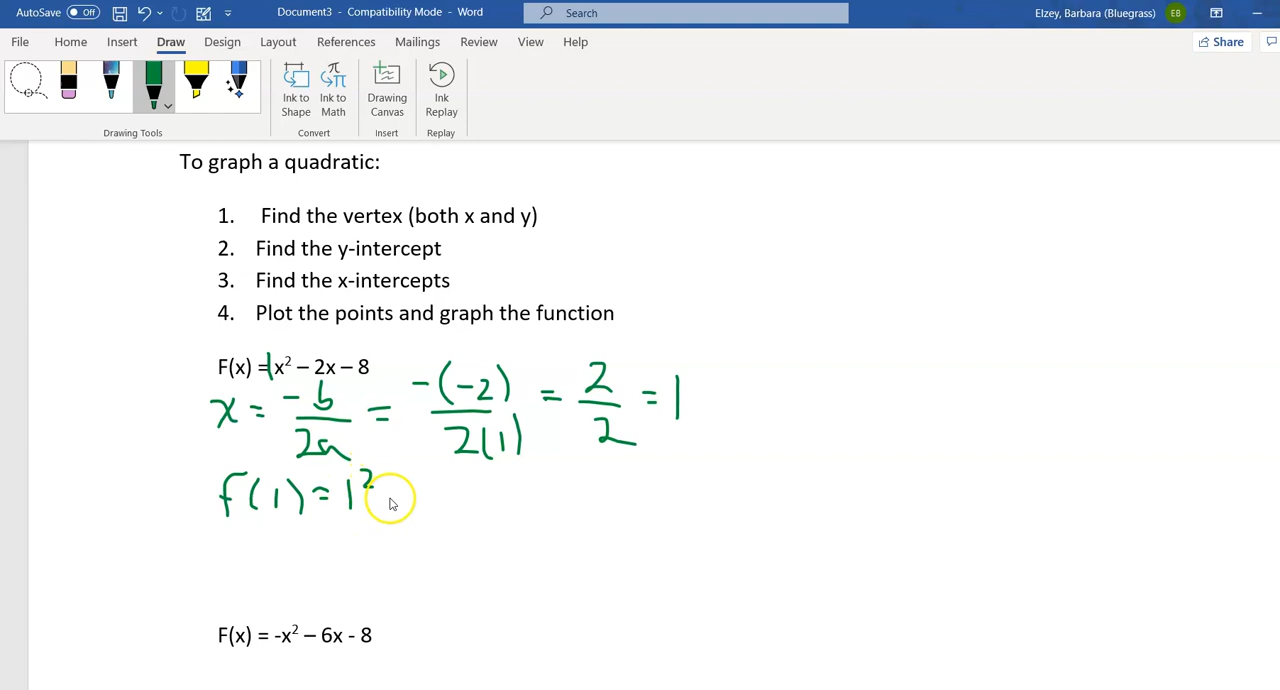 AutoSave Off Document3 - Compatibility Mode - Word Search Elzey, Barbara (Bluegrass) EB
File Home Insert Draw Design Layout References Mailings Review View Help Share
Ink to Shape Ink to Math Drawing Canvas Ink Replay
Drawing Tools Convert Insert Replay
To graph a quadratic:
1. Find the vertex (both x and y)
2. Find the y-intercept
3. Find the x-intercepts
4. Plot the points and graph the function
F(x) = 1x² – 2x – 8
x = -b/2a = -(-2)/2(1) = 2/2 = 1
f(1) = 1²
F(x) = -x² – 6x - 8